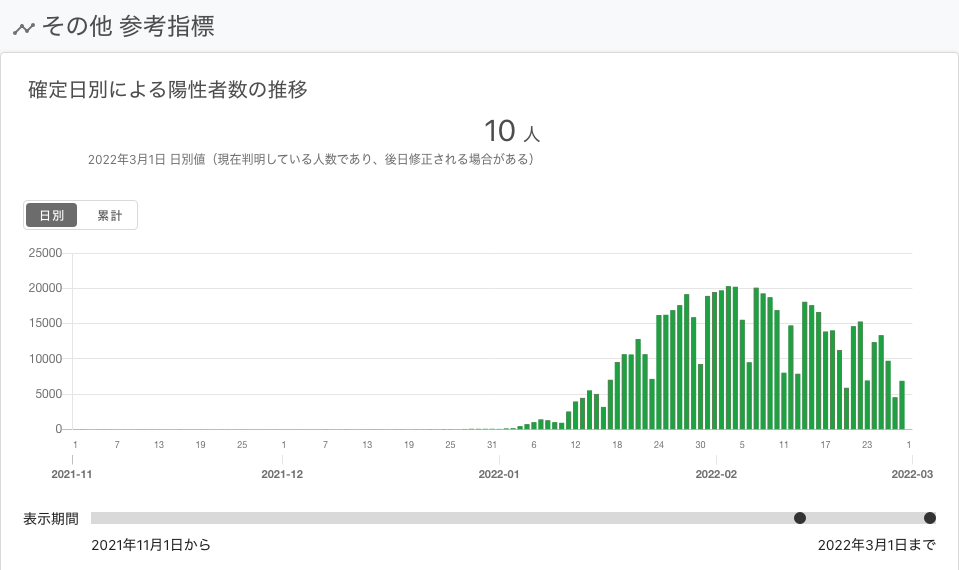 その他 参考指標
確定日別による陽性者数の推移
10 人
2022年3月1日 日別値（現在判明している人数であり、後日修正される場合がある）
日別 累計
25000
20000
15000
10000
5000
0
1 7 13 19 25 1 7 13 19 25 31 6 12 18 24 30 5 11 17 23 1
2021-11 2021-12 2022-01 2022-02 2022-03
表示期間
2021年11月1日から 2022年3月1日まで